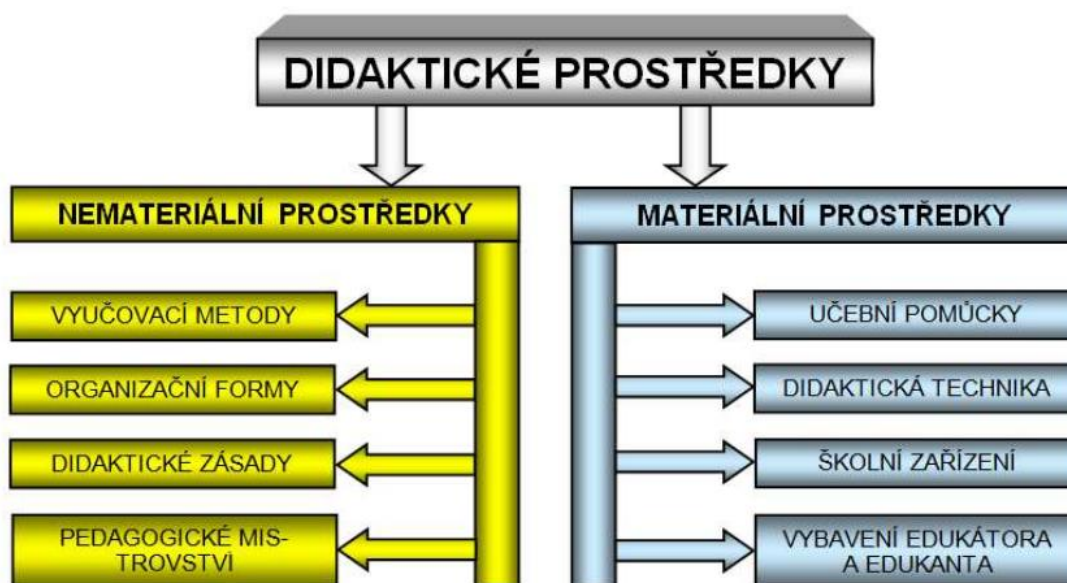 DIDAKTICKÉ PROSTŘEDKY
NEMATERIÁLNÍ PROSTŘEDKY
VYUČOVACÍ METODY
ORGANIZAČNÍ FORMY
DIDAKTICKÉ ZÁSADY
PEDAGOGICKÉ MIS-
TROVSTVÍ
MATERIÁLNÍ PROSTŘEDKY
UČEBNÍ POMŮCKY
DIDAKTICKÁ TECHNIKA
ŠKOLNÍ ZAŘÍZENÍ
VYBAVENÍ EDUKÁTORA
A EDUKANTA